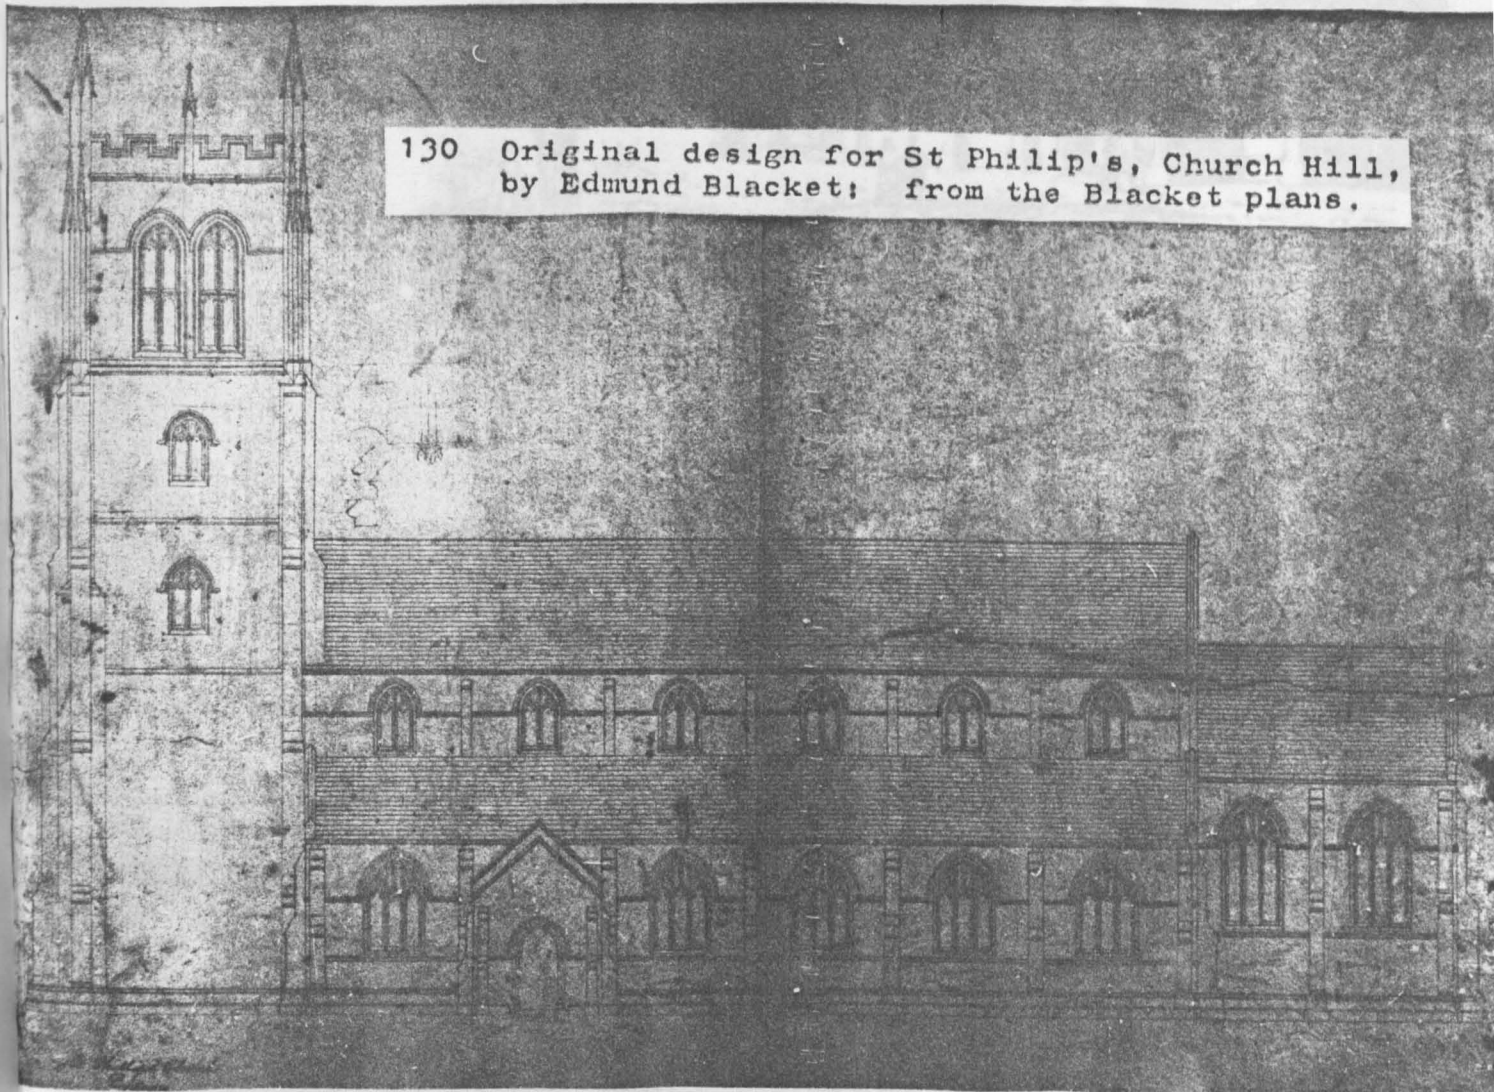 130 Original design for St Philip's, Church Hill,
by Edmund Blacket: from the Blacket plans.